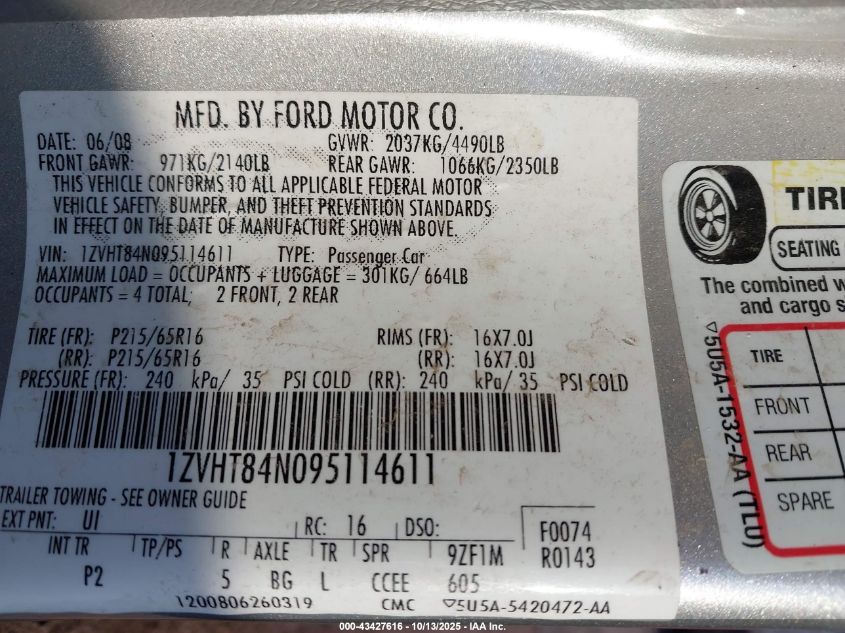 MFD. BY FORD MOTOR CO.
DATE: 06/08 GVWR: 2037KG/4490LB
FRONT GAWR: 971KG/2140LB REAR GAWR: 1066KG/2350LB
THIS VEHICLE CONFORMS TO ALL APPLICABLE FEDERAL MOTOR
VEHICLE SAFETY, BUMPER, AND THEFT PREVENTION STANDARDS
IN EFFECT ON THE DATE OF MANUFACTURE SHOWN ABOVE.
VIN: 1ZVHT84N095114611 TYPE: Passenger Car
MAXIMUM LOAD = OCCUPANTS + LUGGAGE = 301KG/ 664LB
OCCUPANTS = 4 TOTAL; 2 FRONT, 2 REAR
TIRE (FR): P215/65R16 RIMS (FR): 16X7.0J
(RR): P215/65R16 (RR): 16X7.0J
PRESSURE (FR): 240 kPa/ 35 PSI COLD (RR): 240 kPa/ 35 PSI COLD
1ZVHT84N095114611
TRAILER TOWING - SEE OWNER GUIDE
EXT PNT: UI RC: 16 DSO: F0074
INT TR TP/PS R AXLE TR SPR 9ZF1M R0143
P2 5 BG L CCEE 605
1200806260319 CMC ▽5U5A-5420472-AA
TIRE
SEATING
The combined w
and cargo s
TIRE
FRONT
REAR
SPARE
▽5U5A-1532-AA (TLU)
000-43427616 - 10/13/2025 - IAA Inc.